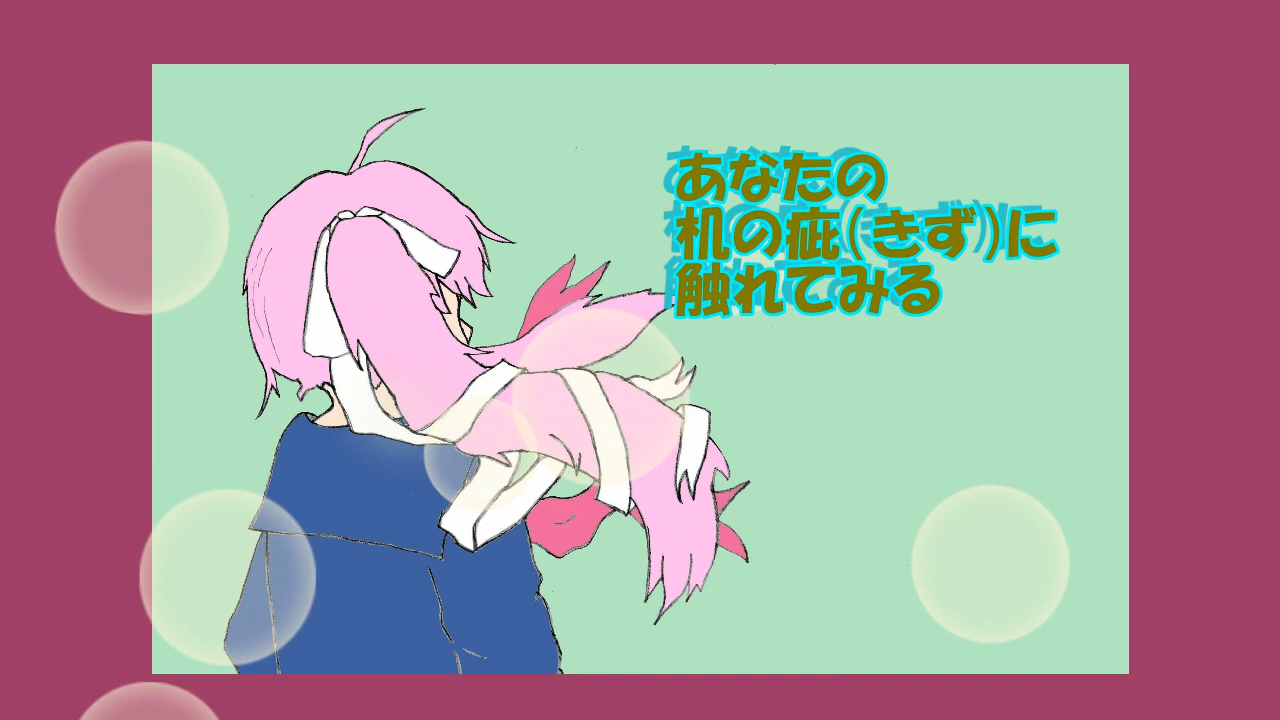 あなたの
机の疵(きず)に
触れてみる